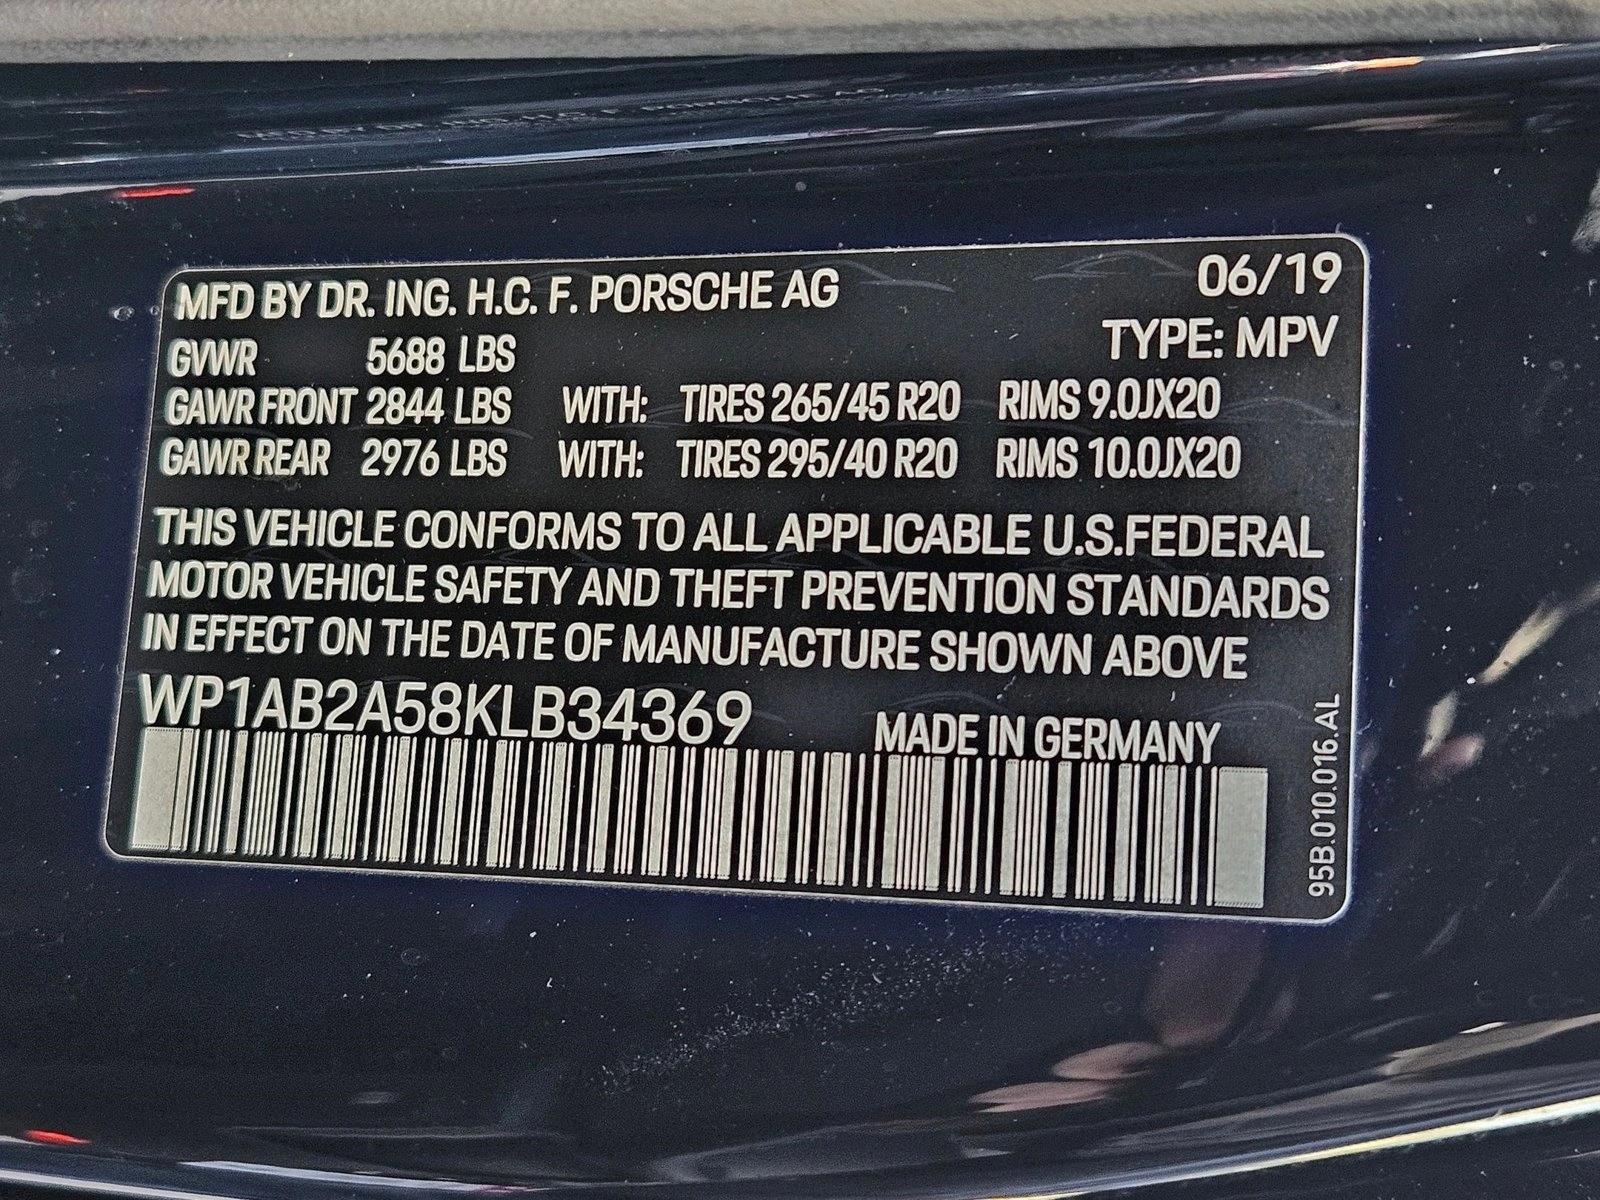 MFD BY DR. ING. H.C. F. PORSCHE AG 06/19
GVWR 5688 LBS TYPE: MPV
GAWR FRONT 2844 LBS WITH: TIRES 265/45 R20 RIMS 9.0JX20
GAWR REAR 2976 LBS WITH: TIRES 295/40 R20 RIMS 10.0JX20
THIS VEHICLE CONFORMS TO ALL APPLICABLE U.S.FEDERAL
MOTOR VEHICLE SAFETY AND THEFT PREVENTION STANDARDS
IN EFFECT ON THE DATE OF MANUFACTURE SHOWN ABOVE
WP1AB2A58KLB34369
MADE IN GERMANY
95B.010.016.AL